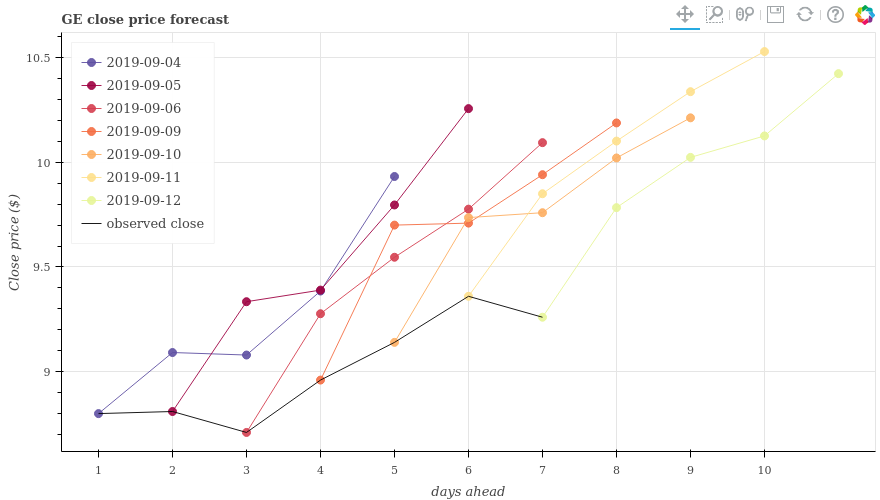 GE close price forecast
2019-09-04
2019-09-05
2019-09-06
2019-09-09
2019-09-10
2019-09-11
2019-09-12
observed close
Close price ($)
10.5
10
9.5
9
1 2 3 4 5 6 7 8 9 10
days ahead